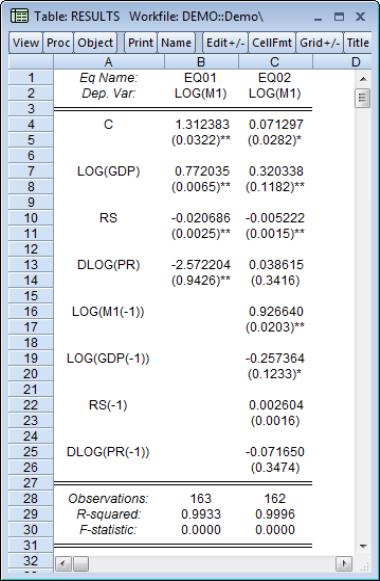 Table: RESULTS Workfile: DEMO::Demo\
View Proc Object Print Name Edit+/- CellFmt Grid+/- Title
A B C D
1 Eq Name: EQ01 EQ02
2 Dep. Var: LOG(M1) LOG(M1)
3
4 C 1.312383 0.071297
5 (0.0322)** (0.0282)*
6
7 LOG(GDP) 0.772035 0.320338
8 (0.0065)** (0.1182)**
9
10 RS -0.020686 -0.005222
11 (0.0025)** (0.0015)**
12
13 DLOG(PR) -2.572204 0.038615
14 (0.9426)** (0.3416)
15
16 LOG(M1(-1)) 0.926640
17 (0.0203)**
18
19 LOG(GDP(-1)) -0.257364
20 (0.1233)*
21
22 RS(-1) 0.002604
23 (0.0016)
24
25 DLOG(PR(-1)) -0.071650
26 (0.3474)
27
28 Observations: 163 162
29 R-squared: 0.9933 0.9996
30 F-statistic: 0.0000 0.0000
31
32